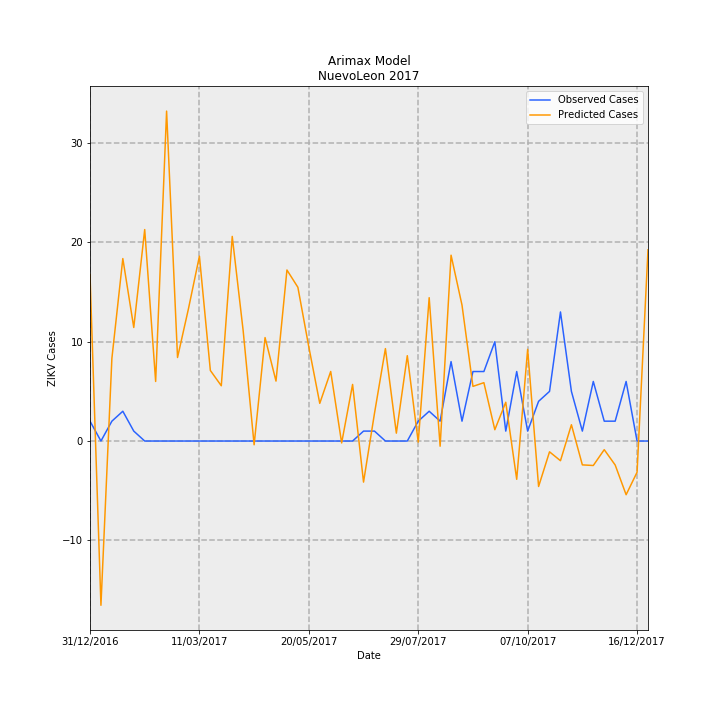 Arimax Model
NuevoLeon 2017
Observed Cases
Predicted Cases
ZIKV Cases
30
20
10
0
−10
31/12/2016 11/03/2017 20/05/2017 29/07/2017 07/10/2017 16/12/2017
Date